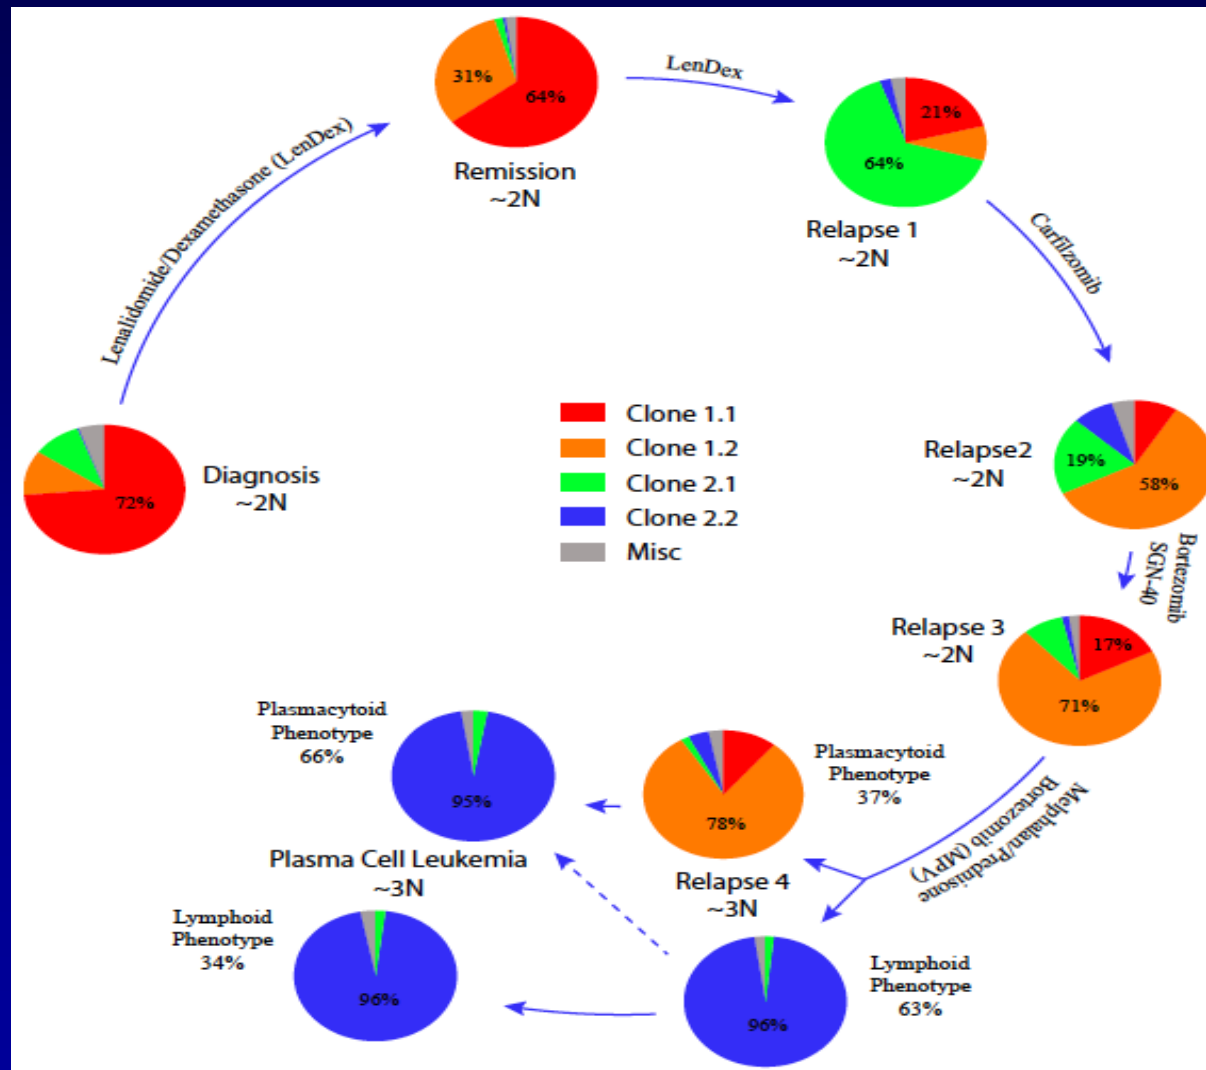 31%
64%
Remission
~2N
LenDex
21%
64%
Relapse 1
~2N
Lenalidomide/Dexamethasone (LenDex)
Carfilzomib
72%
Diagnosis
~2N
Clone 1.1
Clone 1.2
Clone 2.1
Clone 2.2
Misc
Relapse2
~2N
19%
58%
Bortezomib
SGN-40
Relapse 3
~2N
17%
71%
Melphalan/Prednisone
Bortezomib (MPV)
Plasmacytoid
Phenotype
66%
95%
Plasma Cell Leukemia
~3N
78%
Plasmacytoid
Phenotype
37%
Relapse 4
~3N
Lymphoid
Phenotype
34%
96%
96%
Lymphoid
Phenotype
63%